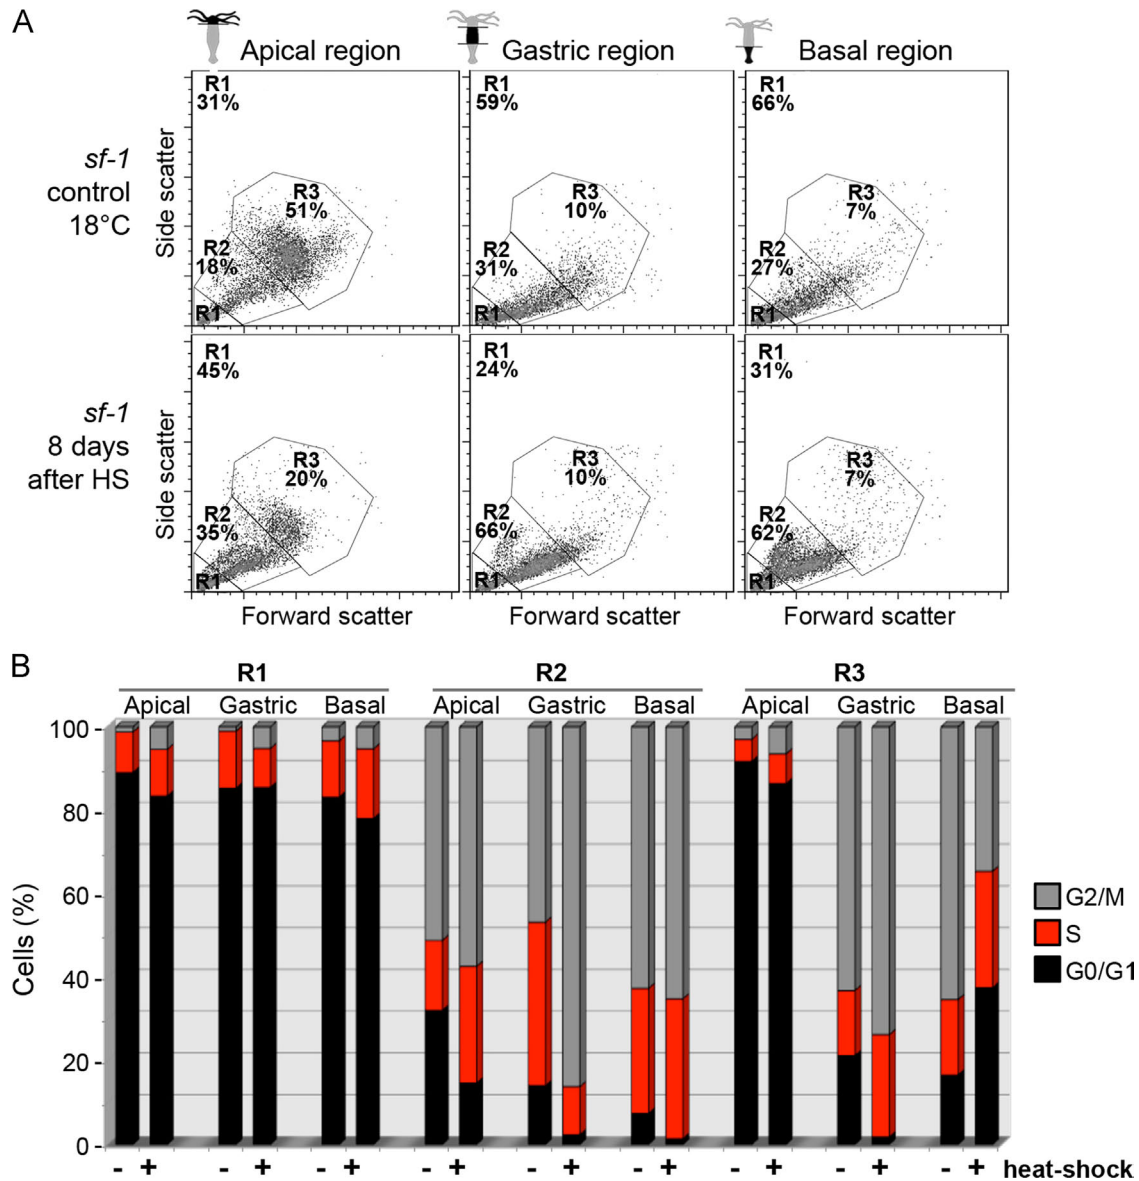 A
Apical region
Gastric region
Basal region
sf-1
control
18°C
Side scatter
R1
31%
R3
51%
R2
18%
R1
R1
59%
R3
10%
R2
31%
R1
R1
66%
R3
7%
R2
27%
R1
sf-1
8 days
after HS
Side scatter
R1
45%
R3
20%
R2
35%
R1
R1
24%
R3
10%
R2
66%
R1
R1
31%
R3
7%
R2
62%
R1
Forward scatter
Forward scatter
Forward scatter
B
R1
R2
R3
Apical Gastric Basal
Apical Gastric Basal
Apical Gastric Basal
Cells (%)
100
80
60
40
20
0
G2/M
S
G0/G1
- + - + - + - + - + - + - + - + - + heat-shock